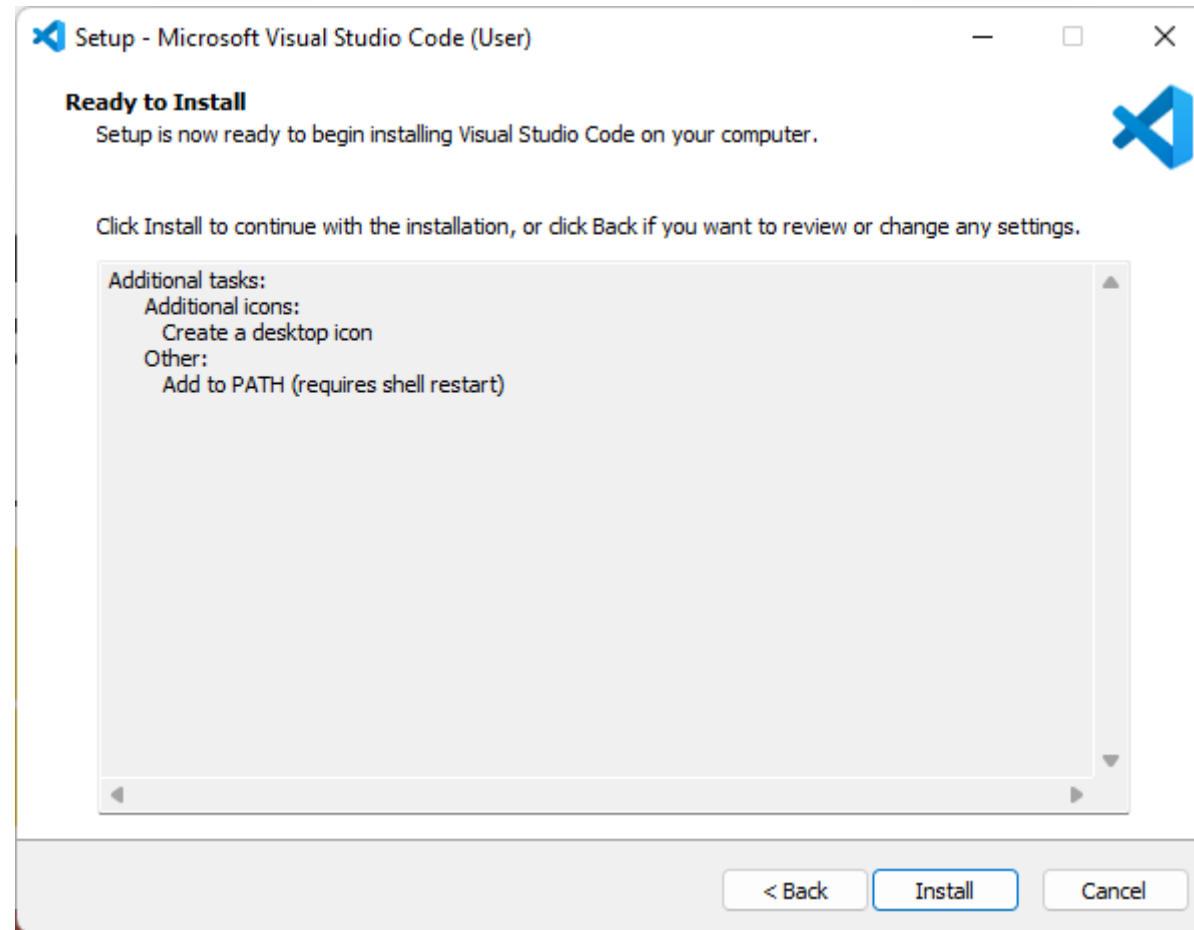 Setup - Microsoft Visual Studio Code (User)
Ready to Install
Setup is now ready to begin installing Visual Studio Code on your computer.
Click Install to continue with the installation, or click Back if you want to review or change any settings.
Additional tasks:
Additional icons:
Create a desktop icon
Other:
Add to PATH (requires shell restart)
< Back Install Cancel